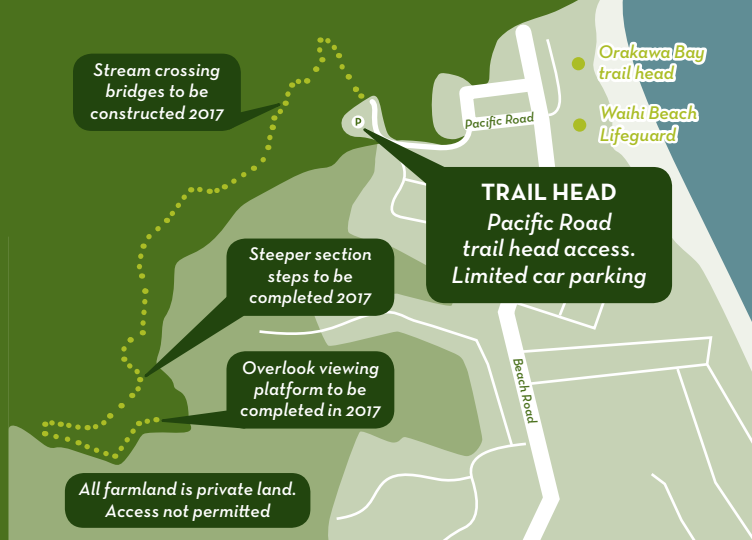 Orakawa Bay
trail head
Stream crossing
bridges to be
constructed 2017
Waihi Beach
Lifeguard
P
Pacific Road
TRAIL HEAD
Pacific Road
trail head access.
Limited car parking
Steeper section
steps to be
completed 2017
Overlook viewing
platform to be
completed in 2017
Beach Road
All farmland is private land.
Access not permitted